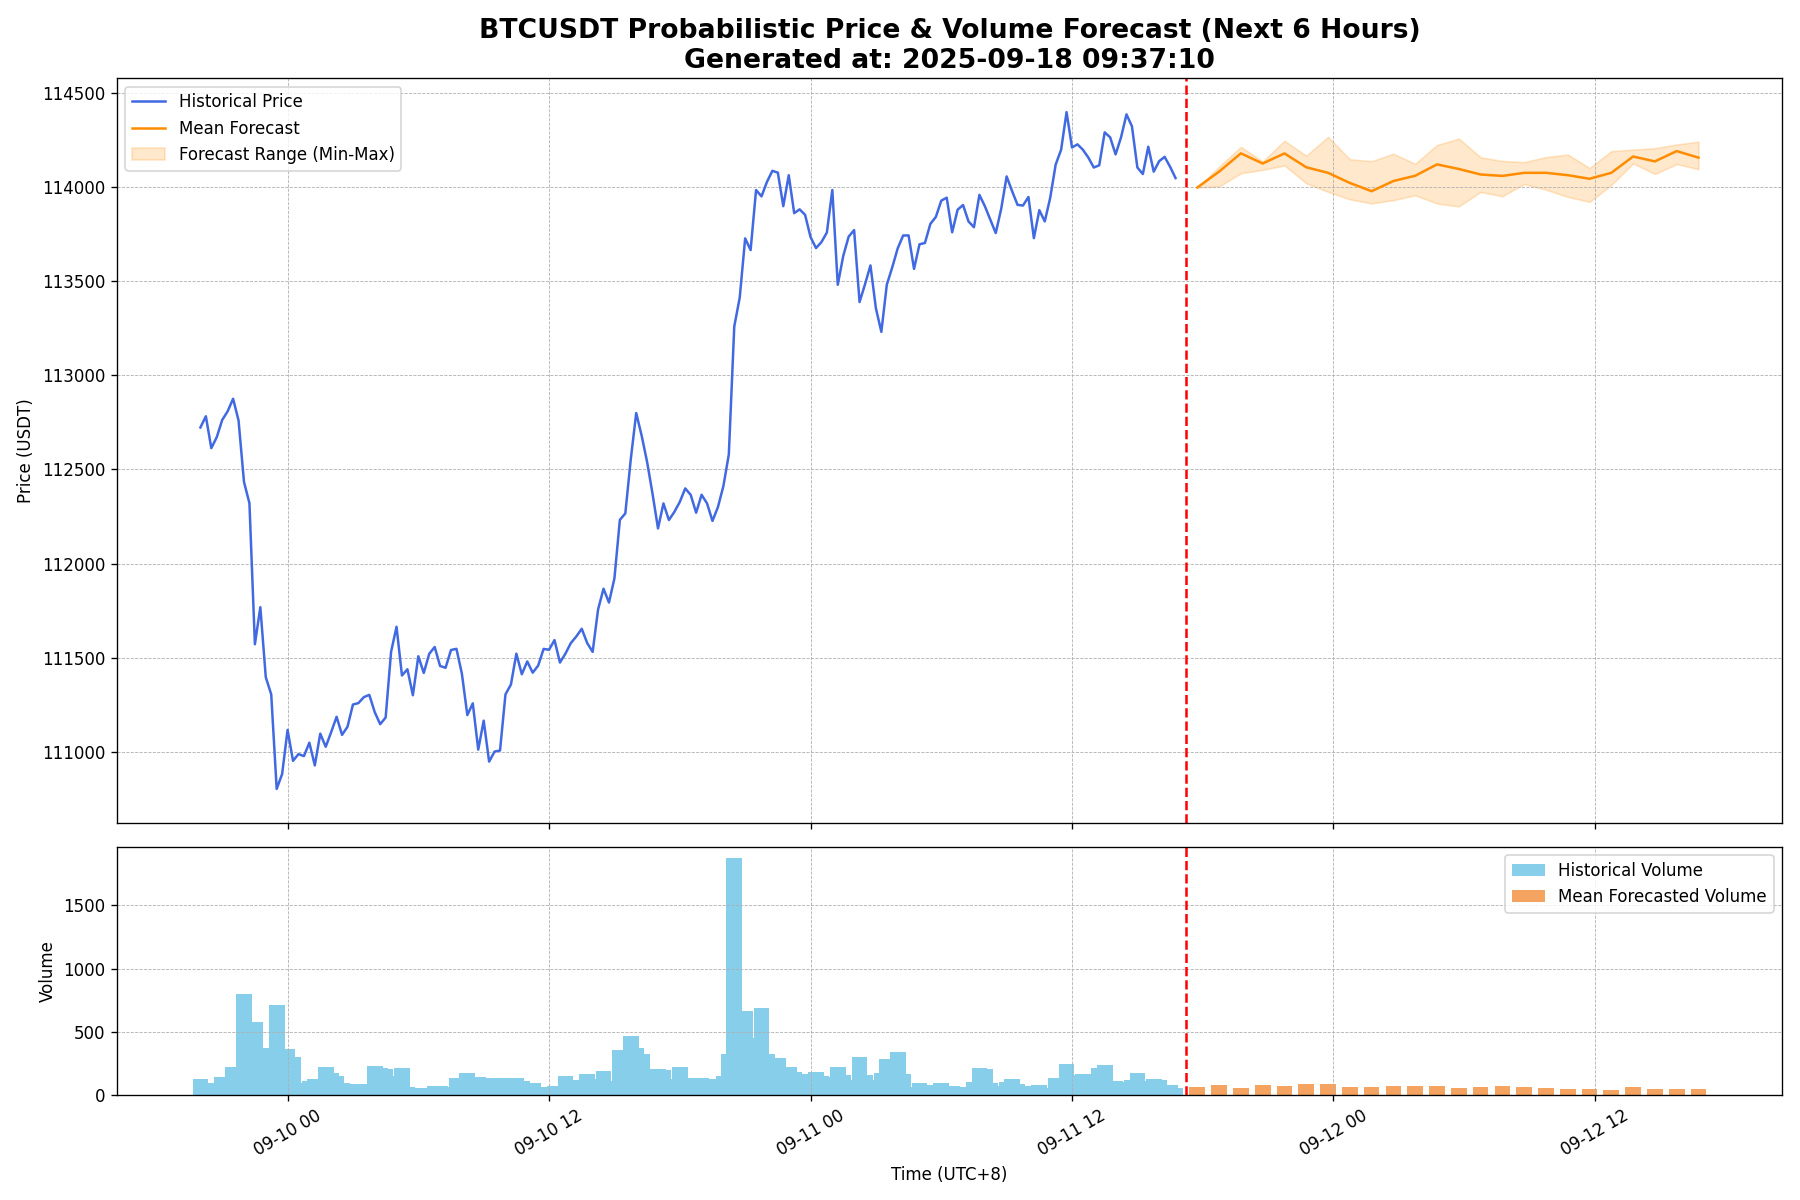 BTCUSDT Probabilistic Price & Volume Forecast (Next 6 Hours)
Generated at: 2025-09-18 09:37:10
Historical Price
Mean Forecast
Forecast Range (Min-Max)
Price (USDT)
114500
114000
113500
113000
112500
112000
111500
111000
Historical Volume
Mean Forecasted Volume
Volume
1500
1000
500
0
09-10 00
09-10 12
09-11 00
09-11 12
09-12 00
09-12 12
Time (UTC+8)